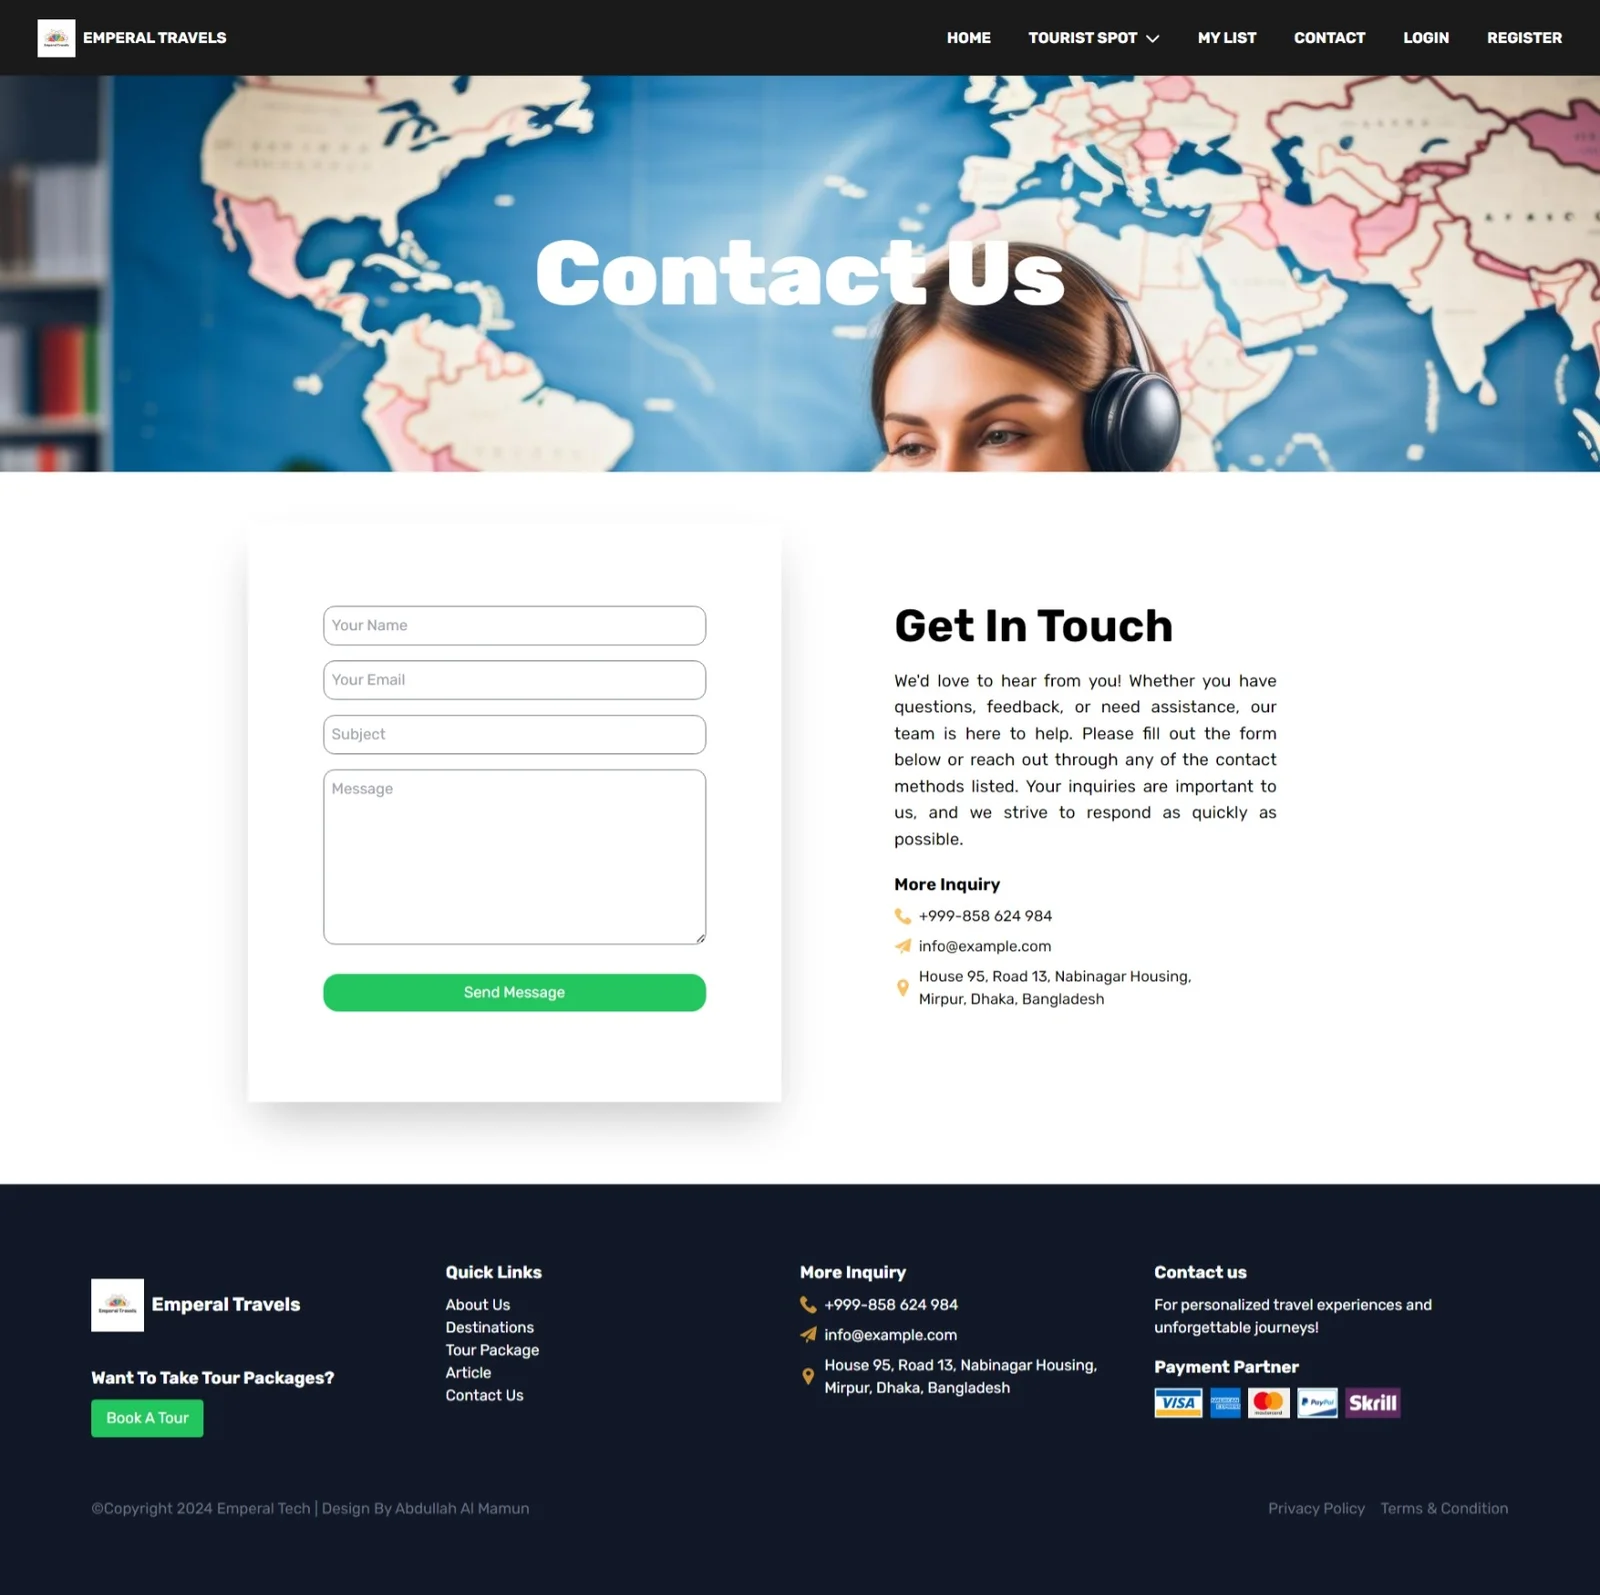 EMPERAL TRAVELS
HOME TOURIST SPOT MY LIST CONTACT LOGIN REGISTER
Contact Us
Your Name
Your Email
Subject
Message
Send Message
Get In Touch
We'd love to hear from you! Whether you have
questions, feedback, or need assistance, our
team is here to help. Please fill out the form
below or reach out through any of the contact
methods listed. Your inquiries are important to
us, and we strive to respond as quickly as
possible.
More Inquiry
+999-858 624 984
info@example.com
House 95, Road 13, Nabinagar Housing,
Mirpur, Dhaka, Bangladesh
Emperal Travels
Emperal Travels
Want To Take Tour Packages?
Book A Tour
Quick Links
About Us
Destinations
Tour Package
Article
Contact Us
More Inquiry
+999-858 624 984
info@example.com
House 95, Road 13, Nabinagar Housing,
Mirpur, Dhaka, Bangladesh
Contact us
For personalized travel experiences and
unforgettable journeys!
Payment Partner
VISA AMERICAN EXPRESS mastercard PayPal Skrill
©Copyright 2024 Emperal Tech | Design By Abdullah Al Mamun
Privacy Policy Terms & Condition